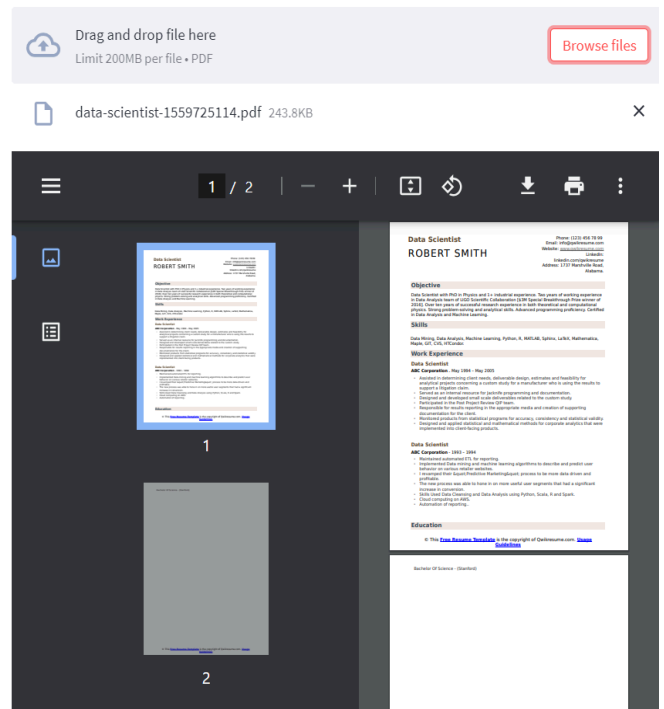 Drag and drop file here
Limit 200MB per file • PDF
Browse files
data-scientist-1559725114.pdf 243.8KB
1 / 2
Data Scientist
ROBERT SMITH
Objective
Skills
Work Experience
Education
1
2
Data Scientist
ROBERT SMITH
Phone: (123) 456 78 99
Email: info@qwikresume.com
Website: www.qwikresume.com
LinkedIn:
linkedin.com/qwikresume
Address: 1737 Marshville Road,
Alabama.
Objective
Data Scientist with PhD in Physics and 1+ industrial experience. Ten years of working experience
in Data Analysis team of LIGO Scientific Collaboration [$3M Special Breakthrough Prize winner of
2016]. Over ten years of successful research experience in both theoretical and computational
physics. Strong problem-solving and analytical skills. Advanced programming proficiency. Certified
in Data Analysis and Machine Learning.
Skills
Data Mining, Data Analysis, Machine Learning, Python, R, MATLAB, Sphinx, LaTeX, Mathematica,
Maple, GIT, CVS, HTCondor.
Work Experience
Data Scientist
ABC Corporation - May 1984 – May 2005
Assisted in determining client needs, deliverable design, estimates and feasibility for
analytical projects concerning a custom study for a manufacturer who is using the results to
support a litigation claim.
Served as an internal resource for JackKnife programming and documentation.
Designed and developed small scale deliverables related to the custom study.
Participated in the Post Project Review QIP team.
Responsible for results reporting in the appropriate media and creation of supporting
documentation for the client
Monitored products from statistical programs for accuracy, consistency and statistical validity.
Designed and applied statistical and mathematical methods for corporate analytics that were
implemented into client-facing products.
Data Scientist
ABC Corporation - 1993 – 1994
Maintained automated ETL for reporting
Implemented Data mining and machine learning algorithms to describe and predict user
behavior on various retailer websites.
I revamped their &quot;Predictive Marketing&quot; process to be more data driven and
profitable.
The new process was able to hone in on more useful user segments that had a significant
increase in conversion.
Skills Used Data Cleansing and Data Analysis using Python, Scala, R and Spark.
Cloud computing on AWS.
Automation of reporting..
Education
© This Free Resume Template is the copyright of Qwikresume.com. Usage
Guidelines
Bachelor Of Science - (Stanford)